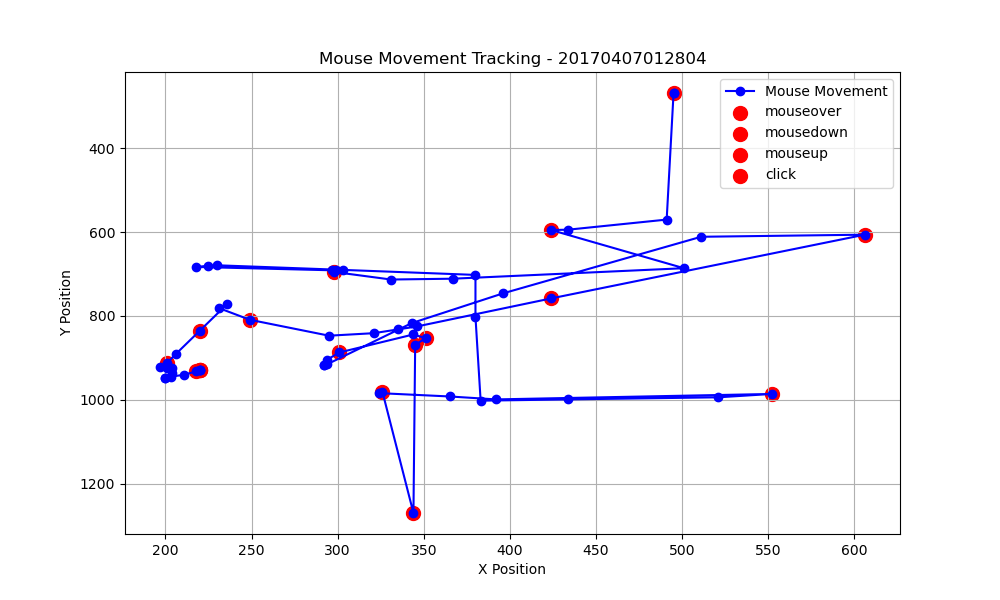 Mouse Movement Tracking - 20170407012804
Mouse Movement
mouseover
mousedown
mouseup
click
400
600
800
1000
1200
Y Position
200 250 300 350 400 450 500 550 600
X Position